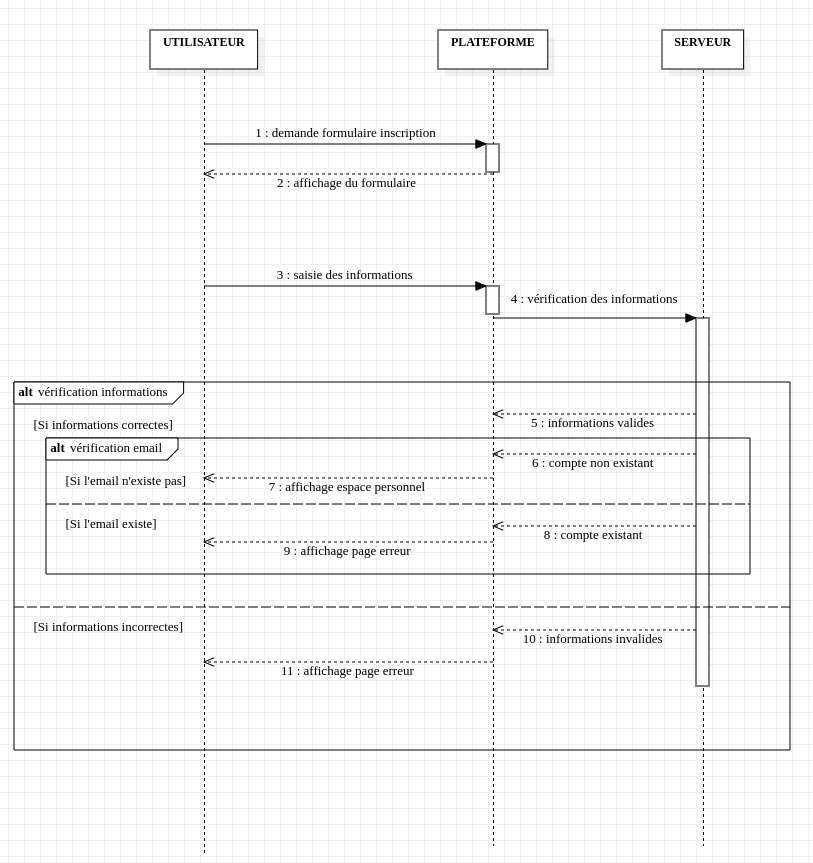 UTILISATEUR
PLATEFORME
SERVEUR
1 : demande formulaire inscription
2 : affichage du formulaire
3 : saisie des informations
4 : vérification des informations
alt vérification informations
[Si informations correctes]
5 : informations valides
alt vérification email
6 : compte non existant
[Si l'email n'existe pas]
7 : affichage espace personnel
[Si l'email existe]
8 : compte existant
9 : affichage page erreur
[Si informations incorrectes]
10 : informations invalides
11 : affichage page erreur